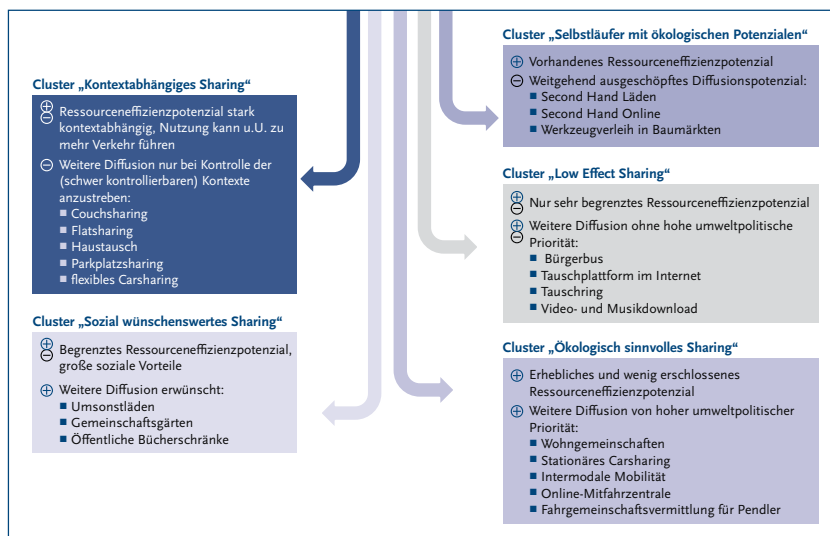 Cluster „Kontextabhängiges Sharing“
⊕
⊖
Ressourceneffizienzpotenzial stark
kontextabhängig, Nutzung kann u.U. zu
mehr Verkehr führen
⊖ Weitere Diffusion nur bei Kontrolle der
(schwer kontrollierbaren) Kontexte
anzustreben:
■ Couchsharing
■ Flatsharing
■ Haustausch
■ Parkplatzsharing
■ flexibles Carsharing
Cluster „Sozial wünschenswertes Sharing“
⊕
⊖
Begrenztes Ressourceneffizienzpotenzial,
große soziale Vorteile
⊕ Weitere Diffusion erwünscht:
■ Umsonstläden
■ Gemeinschaftsgärten
■ Öffentliche Bücherschränke
Cluster „Selbstläufer mit ökologischen Potenzialen“
⊕ Vorhandenes Ressourceneffizienzpotenzial
⊖ Weitgehend ausgeschöpftes Diffusionspotenzial:
■ Second Hand Läden
■ Second Hand Online
■ Werkzeugverleih in Baumärkten
Cluster „Low Effect Sharing“
⊕
⊖
Nur sehr begrenztes Ressourceneffizienzpotenzial
⊕
⊖
Weitere Diffusion ohne hohe umweltpolitische
Priorität:
■ Bürgerbus
■ Tauschplattform im Internet
■ Tauschring
■ Video- und Musikdownload
Cluster „Ökologisch sinnvolles Sharing“
⊕ Erhebliches und wenig erschlossenes
Ressourceneffizienzpotenzial
⊕ Weitere Diffusion von hoher umweltpolitischer
Priorität:
■ Wohngemeinschaften
■ Stationäres Carsharing
■ Intermodale Mobilität
■ Online-Mitfahrzentrale
■ Fahrgemeinschaftsvermittlung für Pendler